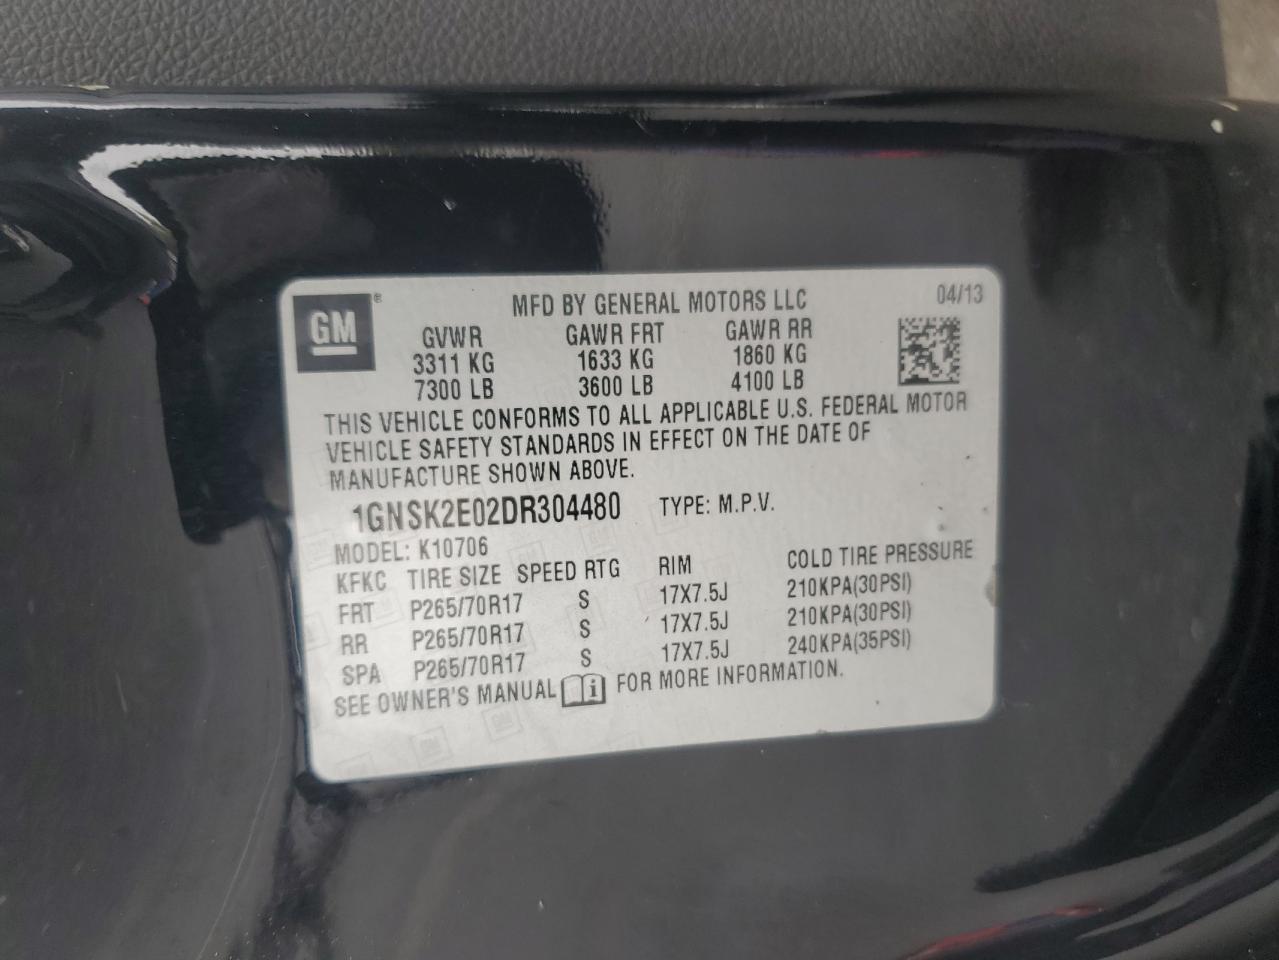 GM ®
MFD BY GENERAL MOTORS LLC 04/13
GVWR GAWR FRT GAWR RR
3311 KG 1633 KG 1860 KG
7300 LB 3600 LB 4100 LB
THIS VEHICLE CONFORMS TO ALL APPLICABLE U.S. FEDERAL MOTOR
VEHICLE SAFETY STANDARDS IN EFFECT ON THE DATE OF
MANUFACTURE SHOWN ABOVE.
1GNSK2E02DR304480 TYPE: M.P.V.
MODEL: K10706
KFKC TIRE SIZE SPEED RTG RIM COLD TIRE PRESSURE
FRT P265/70R17 S 17X7.5J 210KPA(30PSI)
RR P265/70R17 S 17X7.5J 210KPA(30PSI)
SPA P265/70R17 S 17X7.5J 240KPA(35PSI)
SEE OWNER'S MANUAL i FOR MORE INFORMATION.